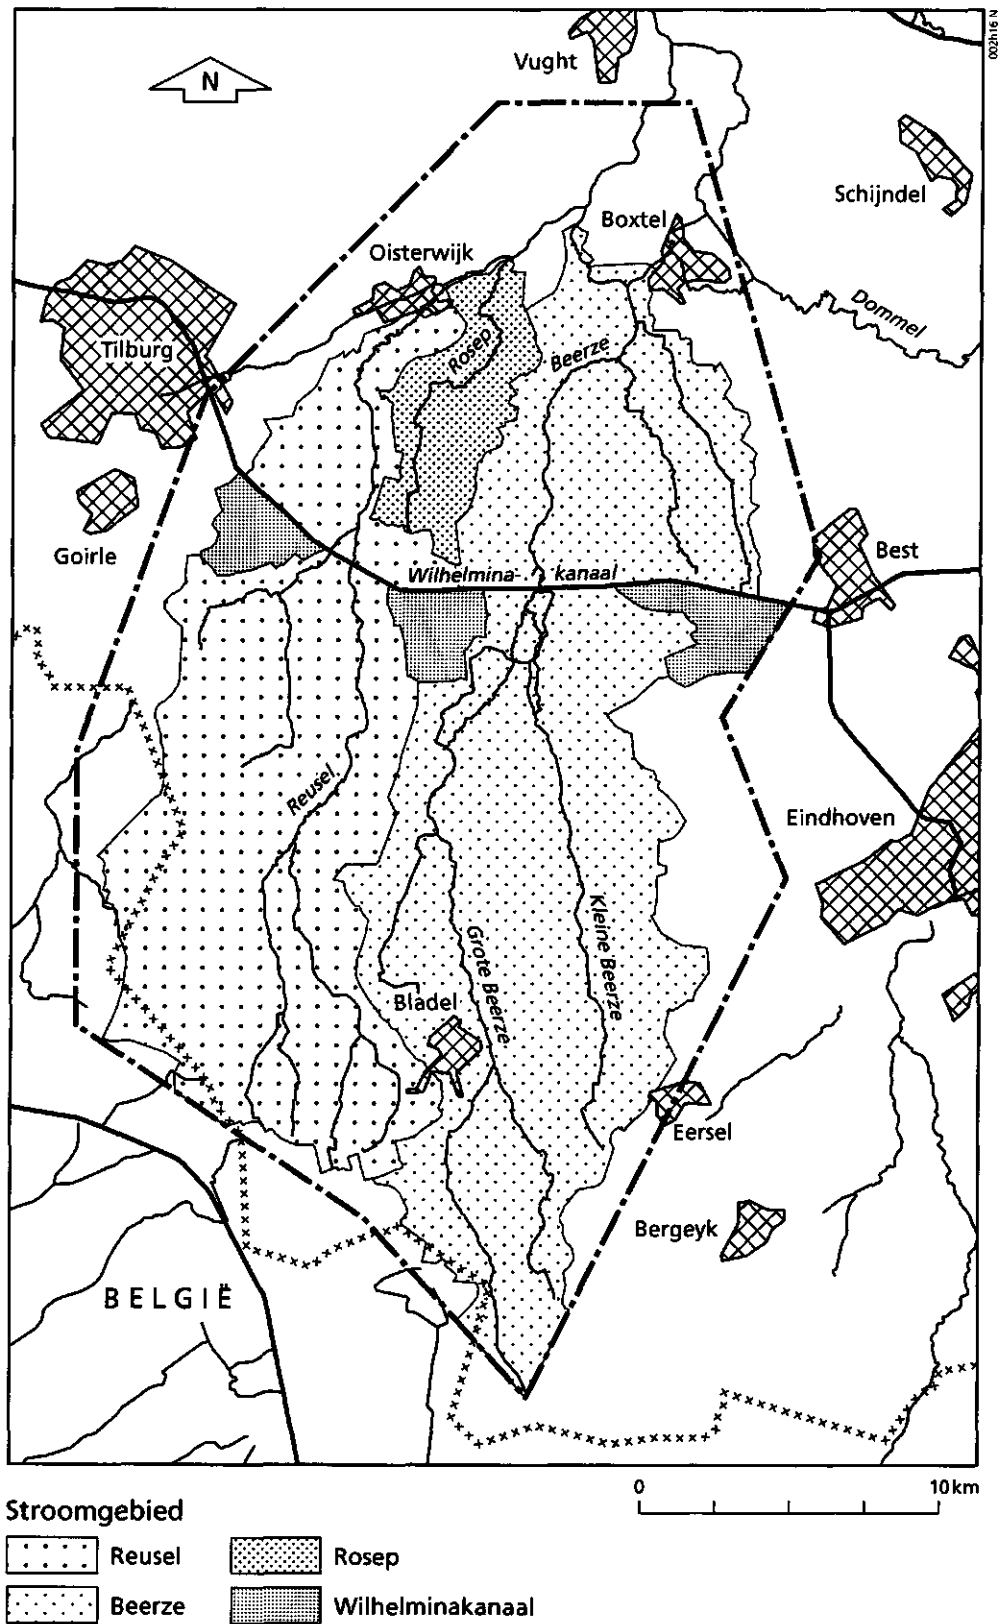 002h16 N
Vught
N
Schijndel
Boxtel
Oisterwijk
Dommel
Tilburg
Rosep
Beerze
Goirle
Best
Wilhelmina-kanaal
Reusel
Eindhoven
Kleine Beerze
Grote Beerze
Bladel
Eersel
Bergeyk
BELGIË
0 10 km
Stroomgebied
Reusel
Rosep
Beerze
Wilhelminakanaal